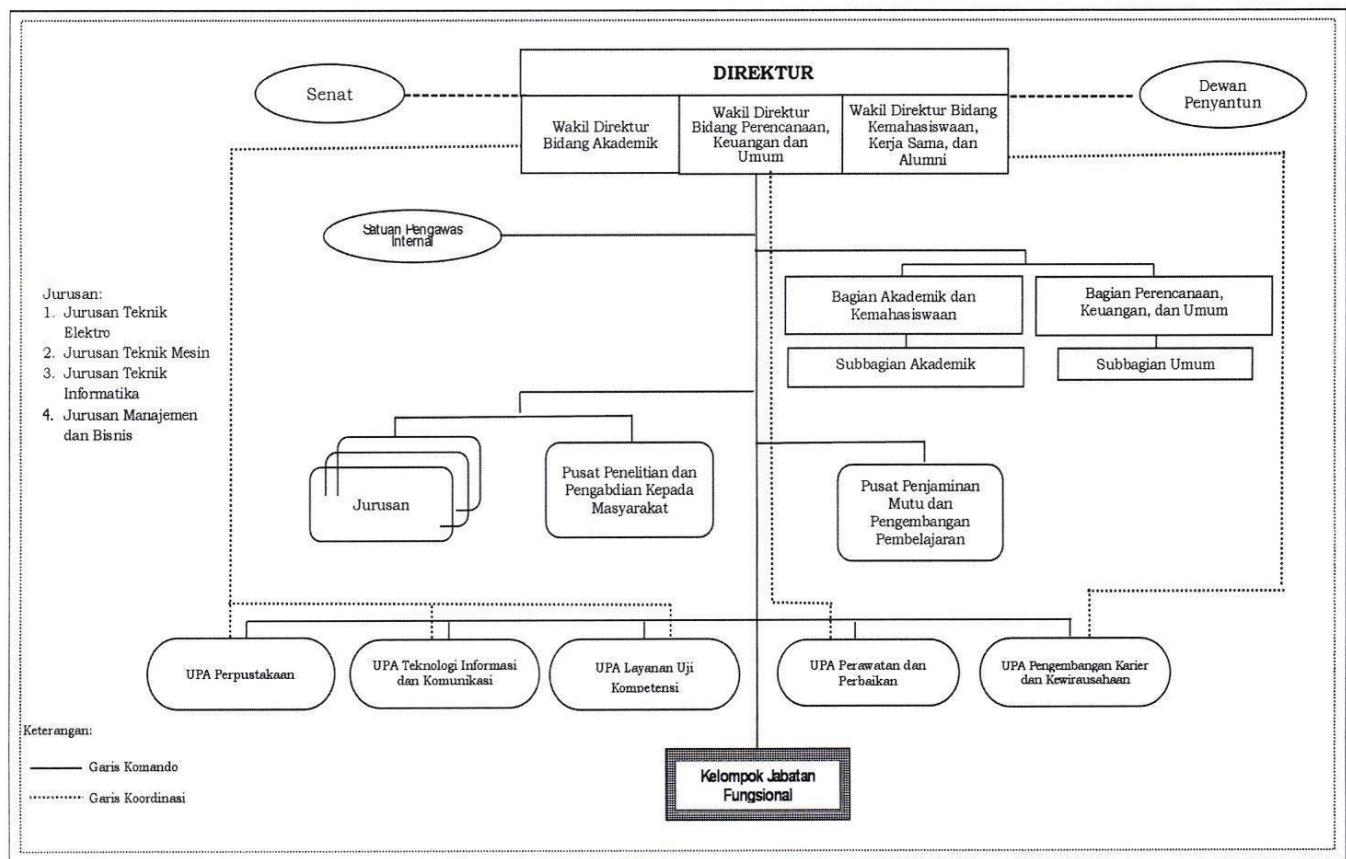 DIREKTUR
Senat
Dewan
Penyantun
Wakil Direktur
Bidang Akademik
Wakil Direktur
Bidang Perencanaan,
Keuangan dan
Umum
Wakil Direktur Bidang
Kemahasiswaan,
Kerja Sama, dan
Alumni
Satuan Pengawas
Internal
Bagian Akademik dan
Kemahasiswaan
Bagian Perencanaan,
Keuangan, dan Umum
Subbagian Akademik
Subbagian Umum
Jurusan:
1. Jurusan Teknik
Elektro
2. Jurusan Teknik Mesin
3. Jurusan Teknik
Informatika
4. Jurusan Manajemen
dan Bisnis
Jurusan
Pusat Penelitian dan
Pengabdian Kepada
Masyarakat
Pusat Penjaminan
Mutu dan
Pengembangan
Pembelajaran
UPA Perpustakaan
UPA Teknologi Informasi
dan Komunikasi
UPA Layanan Uji
Kompetensi
UPA Perawatan dan
Perbaikan
UPA Pengembangan Karier
dan Kewirausahaan
Keterangan:
Garis Komando
Garis Koordinasi
Kelompok Jabatan
Fungsional